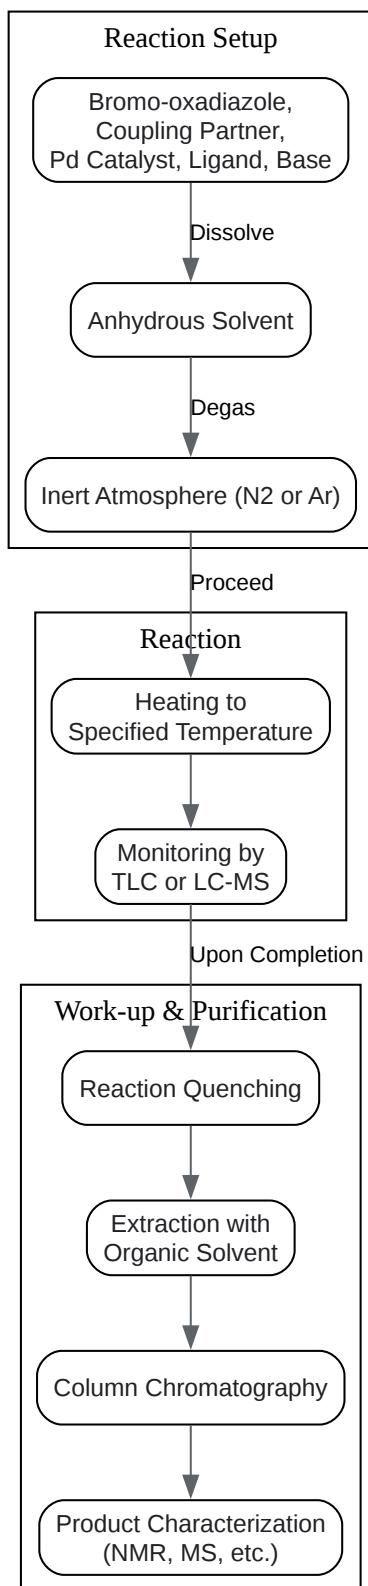 Reaction Setup
Bromo-oxadiazole,
Coupling Partner,
Pd Catalyst, Ligand, Base
Dissolve
Anhydrous Solvent
Degas
Inert Atmosphere (N2 or Ar)
Proceed
Reaction
Heating to
Specified Temperature
Monitoring by
TLC or LC-MS
Upon Completion
Work-up & Purification
Reaction Quenching
Extraction with
Organic Solvent
Column Chromatography
Product Characterization
(NMR, MS, etc.)